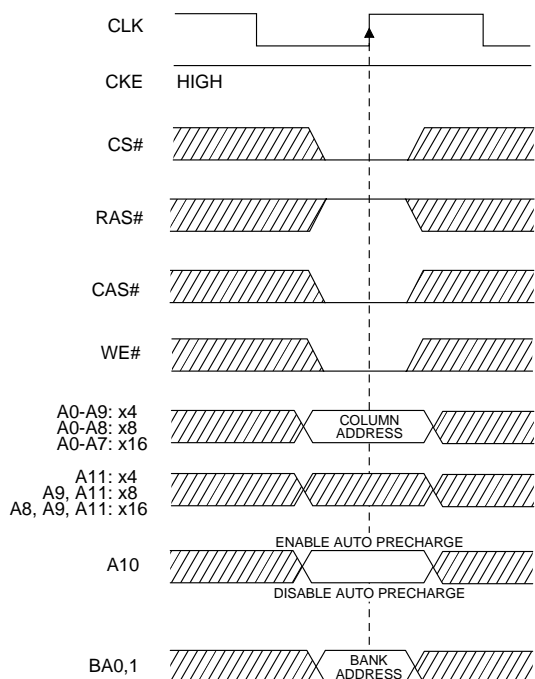 CLK
CKE HIGH
CS#
RAS#
CAS#
WE#
A0-A9: x4
A0-A8: x8
A0-A7: x16
COLUMN
ADDRESS
A11: x4
A9, A11: x8
A8, A9, A11: x16
ENABLE AUTO PRECHARGE
A10
DISABLE AUTO PRECHARGE
BA0,1
BANK
ADDRESS